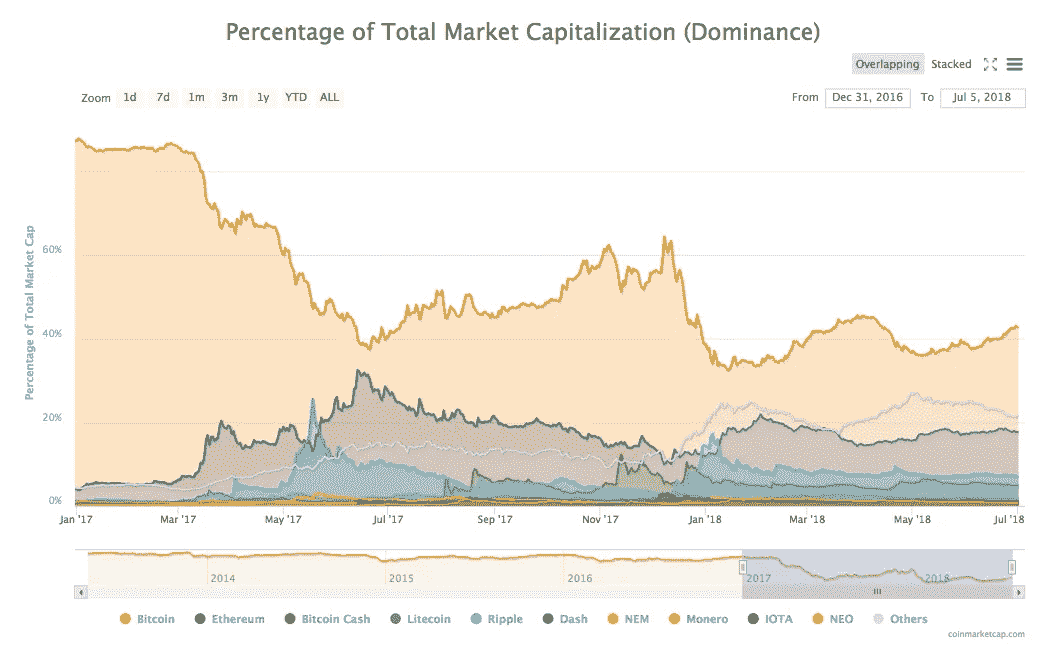 Percentage of Total Market Capitalization (Dominance)
Overlapping Stacked
Zoom 1d 7d 1m 3m 1y YTD ALL From Dec 31, 2016 To Jul 5, 2018
Percentage of Total Market Cap
60%
40%
20%
0%
Jan '17 Mar '17 May '17 Jul '17 Sep '17 Nov '17 Jan '18 Mar '18 May '18 Jul '18
2014 2015 2016 2017 2018
Bitcoin Ethereum Bitcoin Cash Litecoin Ripple Dash NEM Monero IOTA NEO Others
coinmarketcap.com